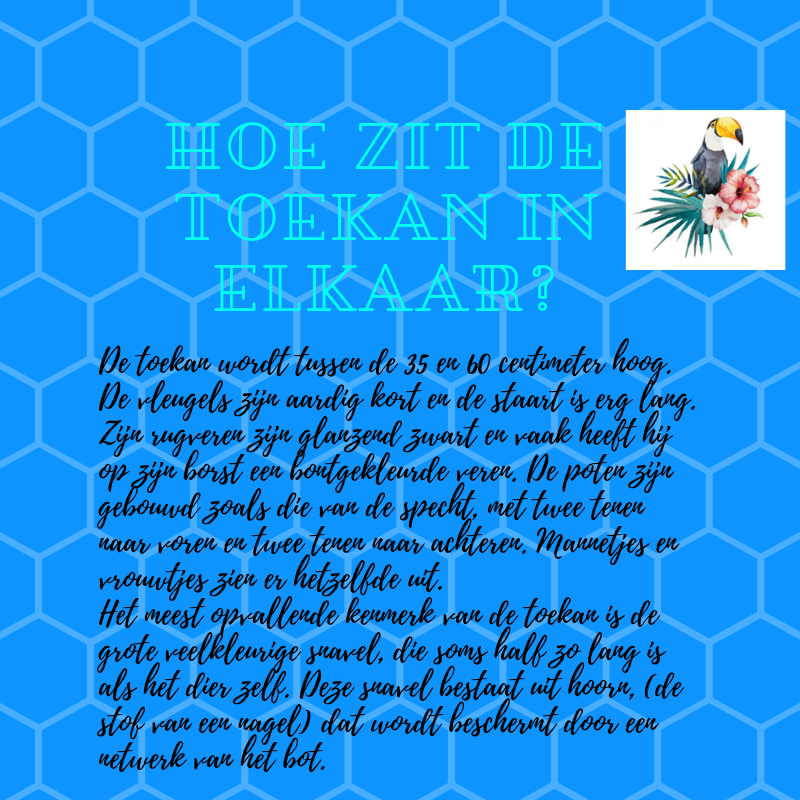 HOE ZIT DE
TOEKAN IN
ELKAAR?
De toekan wordt tussen de 35 en 60 centimeter hoog.
De vleugels zijn aardig kort en de staart is erg lang.
Zijn rugveren zijn glanzend zwart en vaak heeft hij
op zijn borst een bontgekleurde veren. De poten zijn
gebouwd zoals die van de specht, met twee tenen
naar voren en twee tenen naar achteren. Mannetjes en
vrouwtjes zien er hetzelfde uit.
Het meest opvallende kenmerk van de toekan is de
grote veelkleurige snavel, die soms half zo lang is
als het dier zelf. Deze snavel bestaat uit hoorn, (de
stof van een nagel) dat wordt beschermt door een
netwerk van het bot.